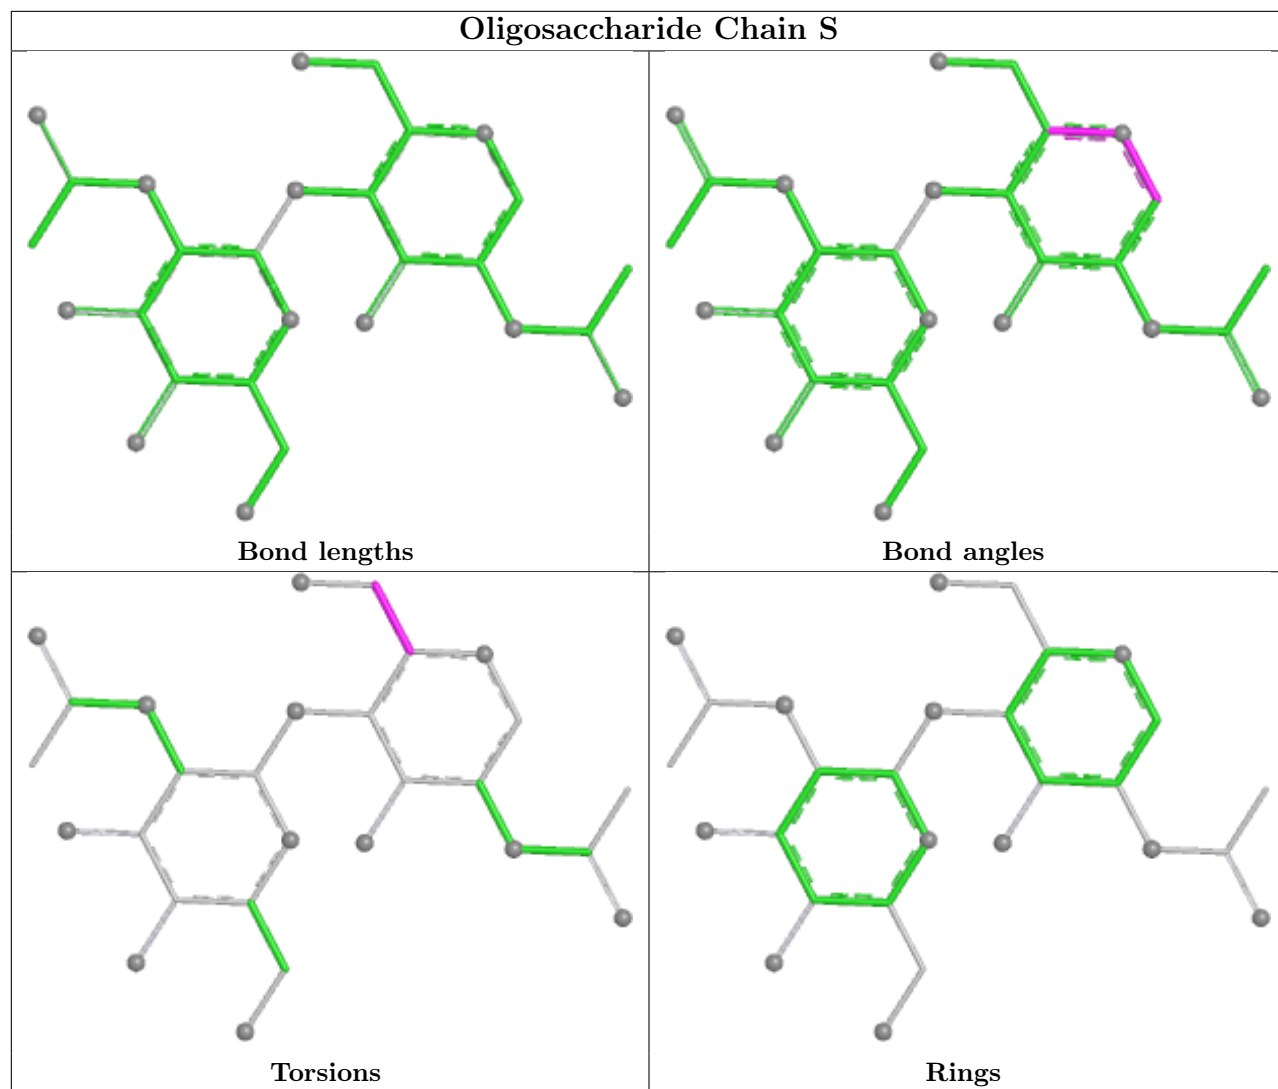 Oligosaccharide Chain S
Bond lengths
Bond angles
Torsions
Rings